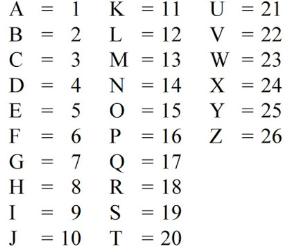 A = 1 K = 11 U = 21
B = 2 L = 12 V = 22
C = 3 M = 13 W = 23
D = 4 N = 14 X = 24
E = 5 O = 15 Y = 25
F = 6 P = 16 Z = 26
G = 7 Q = 17
H = 8 R = 18
I = 9 S = 19
J = 10 T = 20